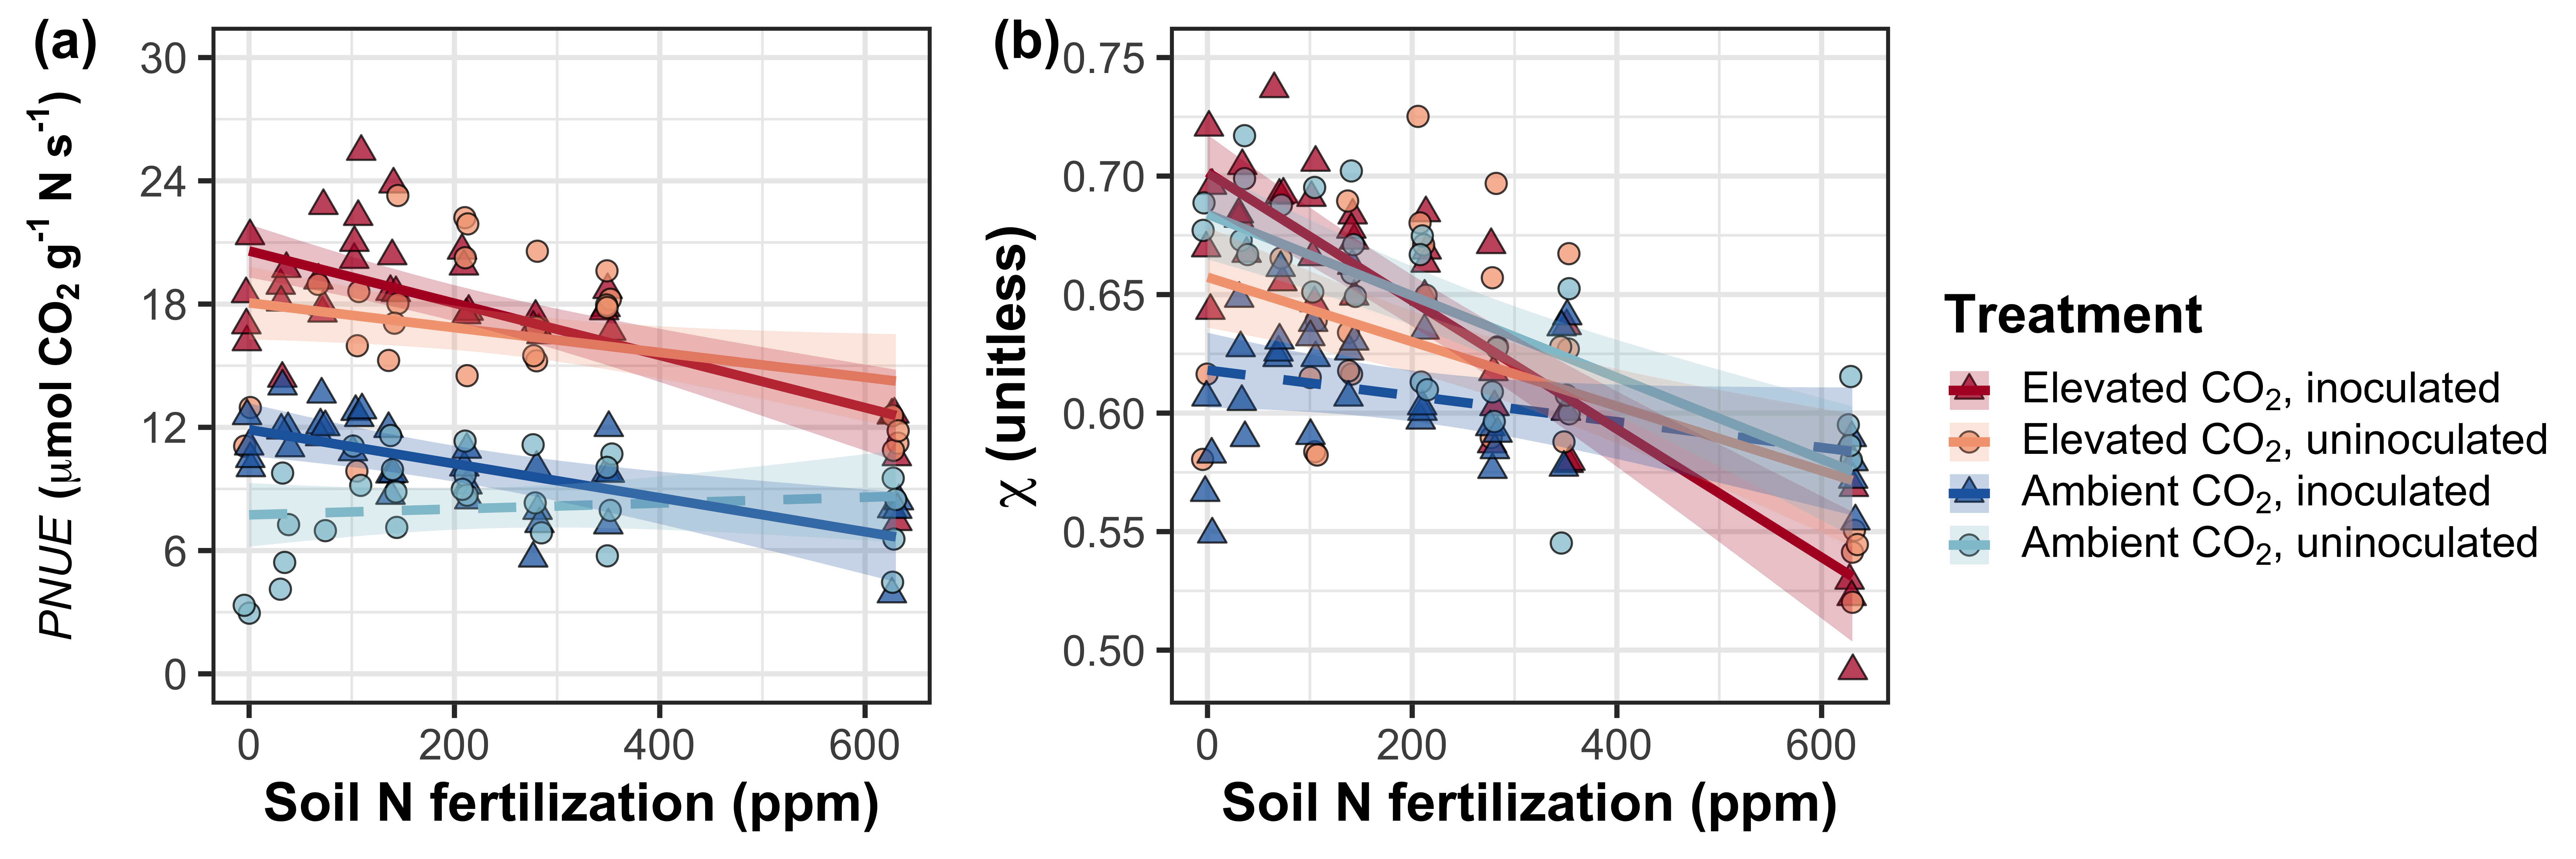 (a)
30
24
18
12
6
0
PNUE (μmol CO₂ g⁻¹ N s⁻¹)
0 200 400 600
Soil N fertilization (ppm)
(b)
0.75
0.70
0.65
0.60
0.55
0.50
χ (unitless)
0 200 400 600
Soil N fertilization (ppm)
Treatment
Elevated CO₂, inoculated
Elevated CO₂, uninoculated
Ambient CO₂, inoculated
Ambient CO₂, uninoculated